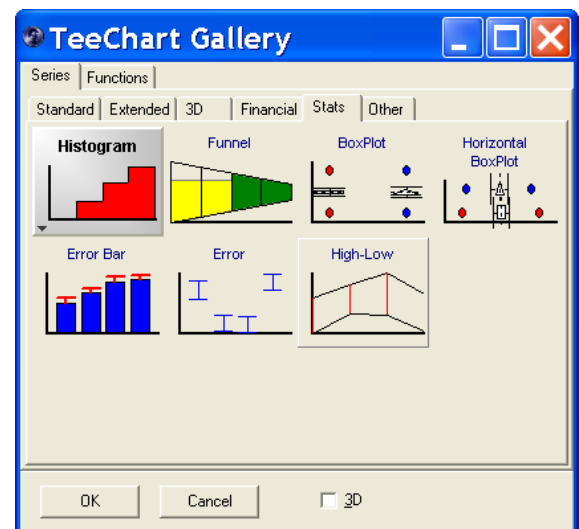 TeeChart Gallery
Series Functions
Standard Extended 3D Financial Stats Other
Histogram Funnel BoxPlot Horizontal
BoxPlot
Error Bar Error High-Low
OK Cancel 3D